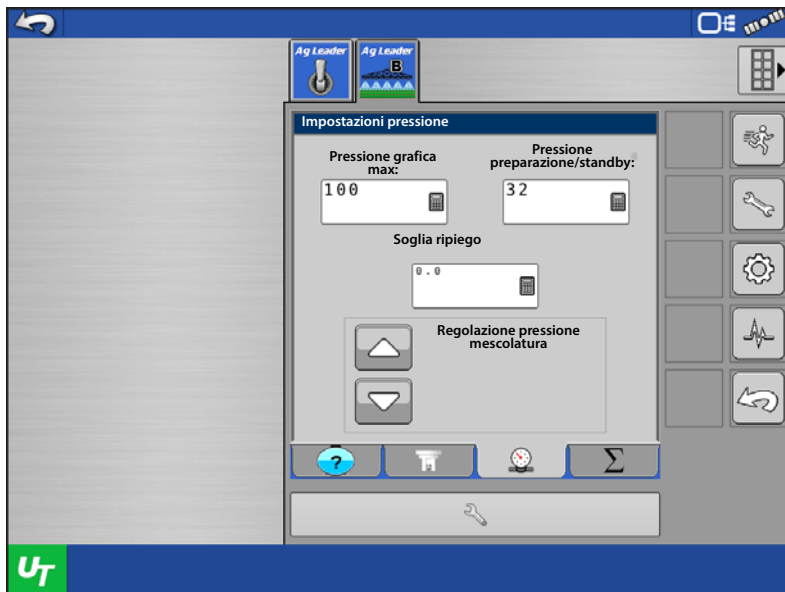 Ag Leader
Ag Leader
B
Impostazioni pressione
Pressione grafica
max:
Pressione
preparazione/standby:
100
32
Soglia ripiego
0.0
Regolazione pressione
mescolatura
?
Σ
UT